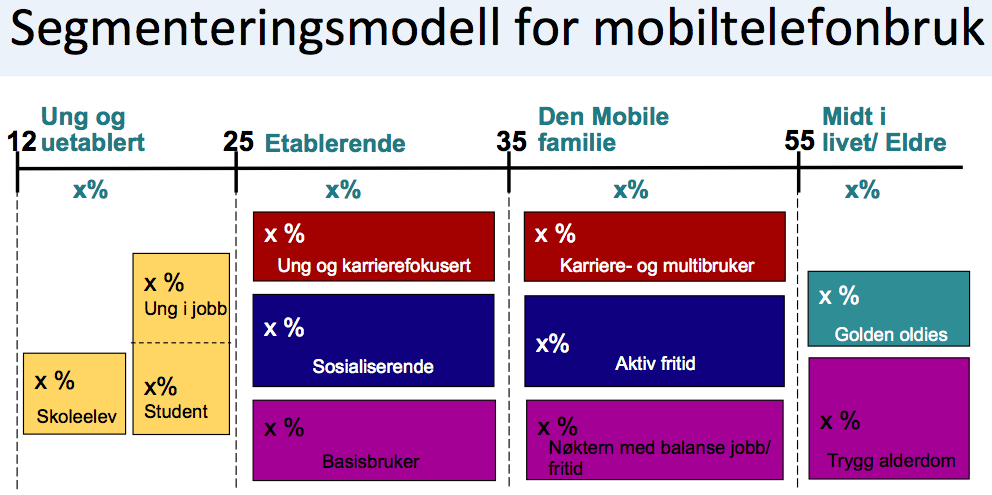 Segmenteringsmodell for mobiltelefonbruk
12
Ung og
uetablert
25
Etablerende
35
Den Mobile
familie
55
Midt i
livet/ Eldre
x%
x%
x%
x%
x %
Skoleelev
x %
Ung i jobb
x%
Student
x %
Ung og karrierefokusert
x %
Sosialiserende
x %
Basisbruker
x %
Karriere- og multibruker
x%
Aktiv fritid
x %
Nøktern med balanse jobb/
fritid
x %
Golden oldies
x %
Trygg alderdom